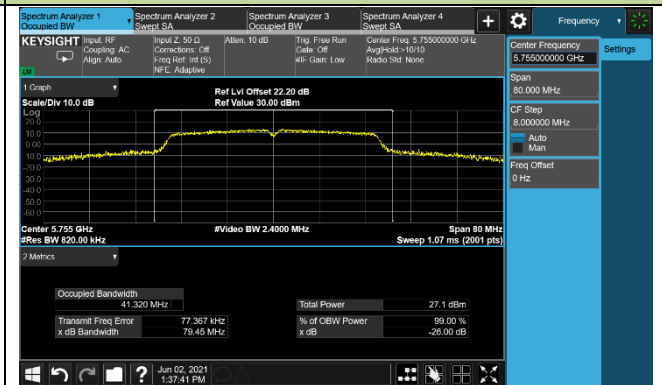 Spectrum Analyzer 1
Occupied BW
Spectrum Analyzer 2
Swept SA
Spectrum Analyzer 3
Occupied BW
Spectrum Analyzer 4
Swept SA
+
Frequency
KEYSIGHT
Input: RF
Coupling: AC
Align: Auto
Input Z: 50 Ω
Corrections: Off
Freq Ref: Int (S)
NFE: Adaptive
Atten: 10 dB
Trig: Free Run
Gate: Off
#IF Gain: Low
Center Freq: 5.755000000 GHz
Avg|Hold:>10/10
Radio Std: None
Center Frequency
5.755000000 GHz
Settings
Span
80.000 MHz
CF Step
8.000000 MHz
Auto
Man
Freq Offset
0 Hz
1 Graph
Scale/Div 10.0 dB
Ref Lvl Offset 22.20 dB
Ref Value 30.00 dBm
Log
20.0
10.0
0.00
-10.0
-20.0
-30.0
-40.0
-50.0
-60.0
Center 5.755 GHz
#Res BW 820.00 kHz
#Video BW 2.4000 MHz
Span 80 MHz
Sweep 1.07 ms (2001 pts)
2 Metrics
Occupied Bandwidth
41.320 MHz
Total Power
27.1 dBm
Transmit Freq Error
77.367 kHz
% of OBW Power
99.00 %
x dB Bandwidth
79.45 MHz
x dB
-26.00 dB
?
Jun 02, 2021
1:37:41 PM